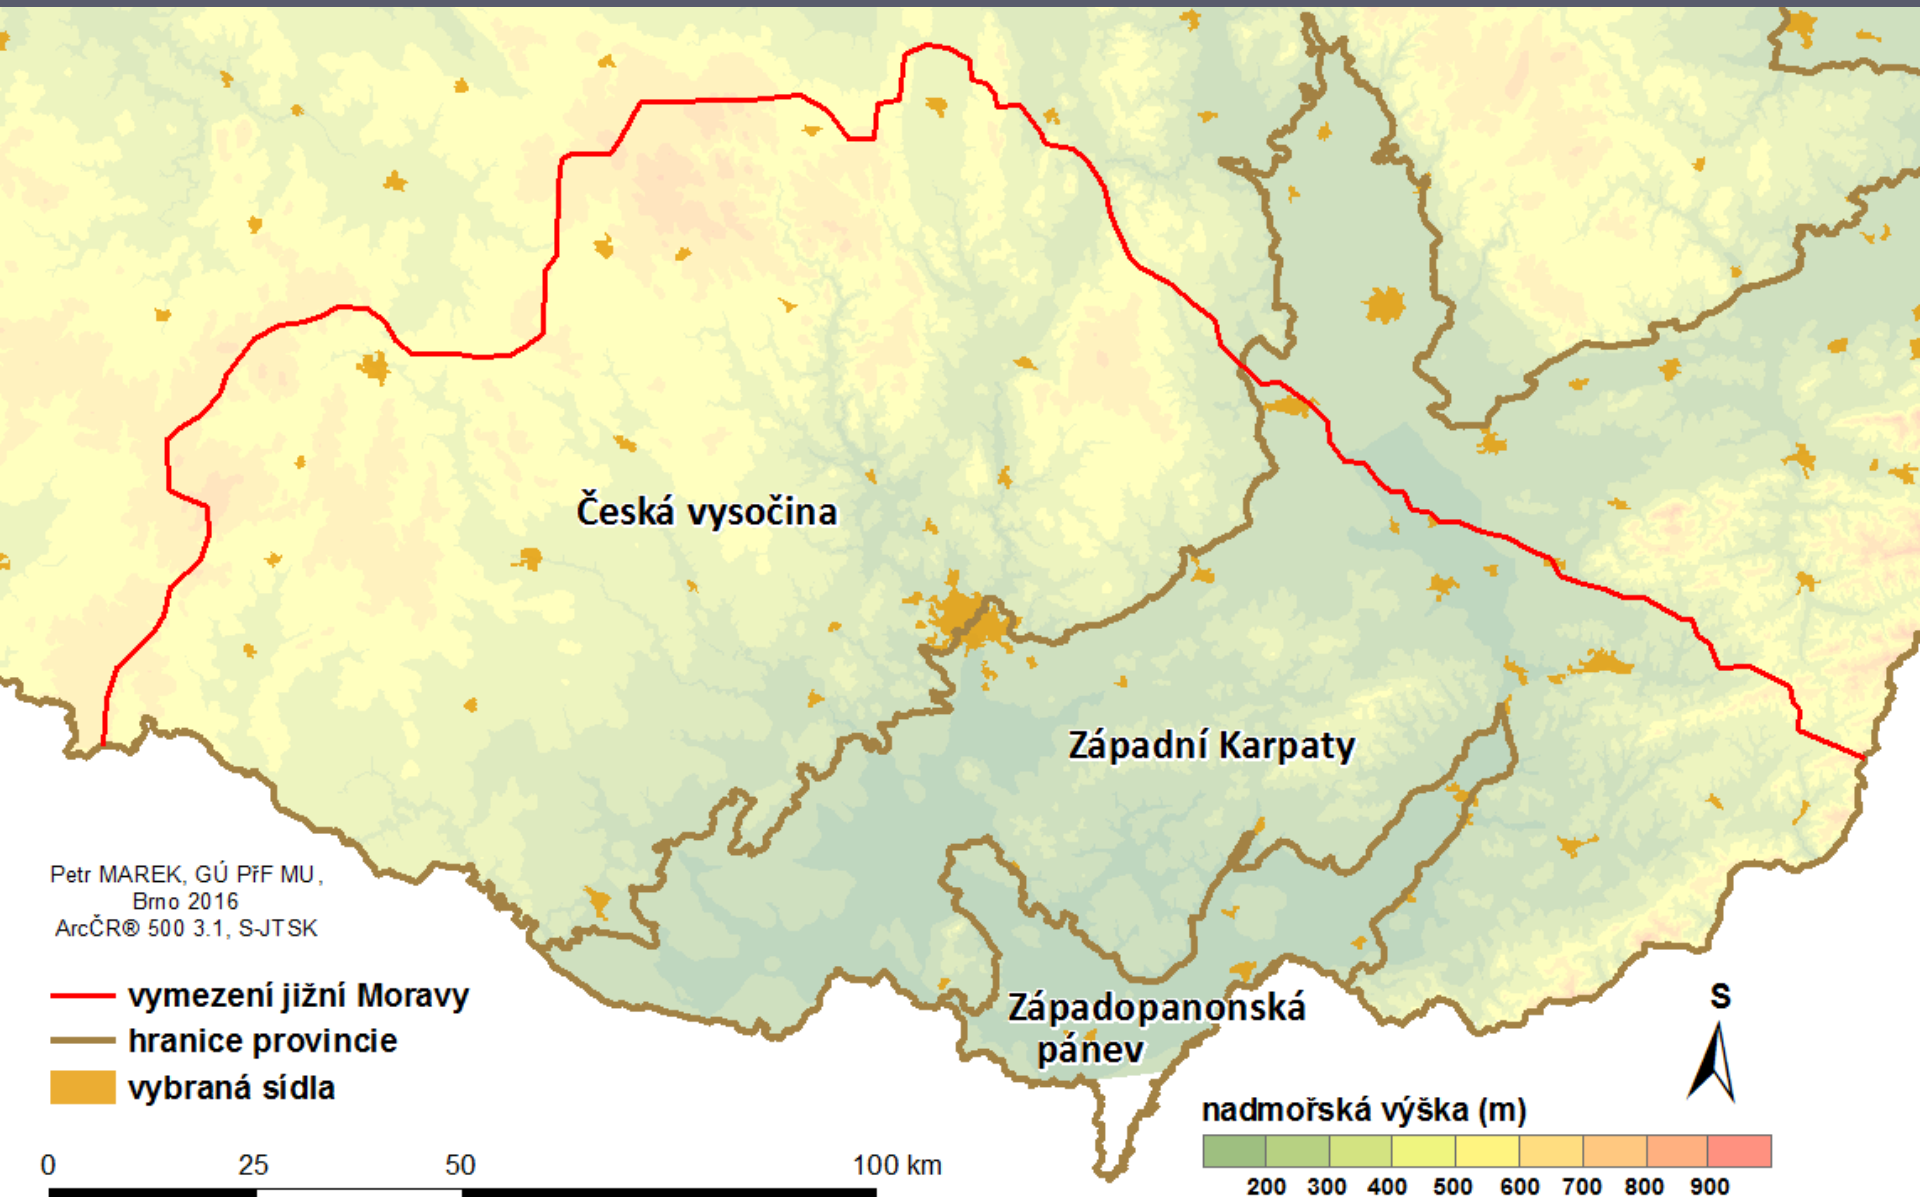 Česká vysočina
Západní Karpaty
Západopanonská
pánev
Petr MAREK, GÚ PřF MU,
Brno 2016
ArcČR® 500 3.1, S-JTSK
vymezení jižní Moravy
hranice provincie
vybraná sídla
0 25 50 100 km
S
nadmořská výška (m)
200 300 400 500 600 700 800 900